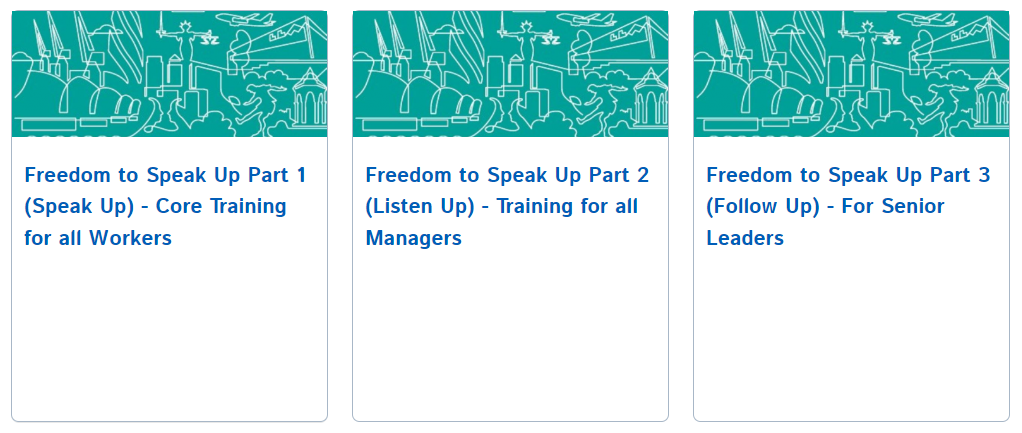 Freedom to Speak Up Part 1
(Speak Up) - Core Training
for all Workers
Freedom to Speak Up Part 2
(Listen Up) - Training for all
Managers
Freedom to Speak Up Part 3
(Follow Up) - For Senior
Leaders